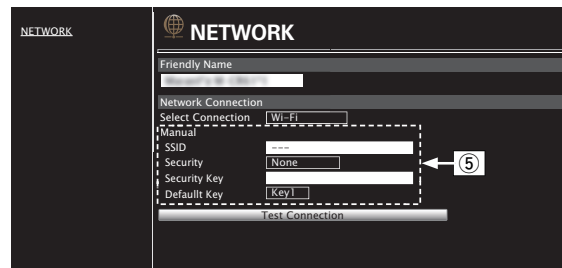 NETWORK
NETWORK
Friendly Name
Network Connection
Select Connection Wi-Fi
Manual
SSID ---
Security None
⑤
Security Key
Defaullt Key Key1
Test Connection